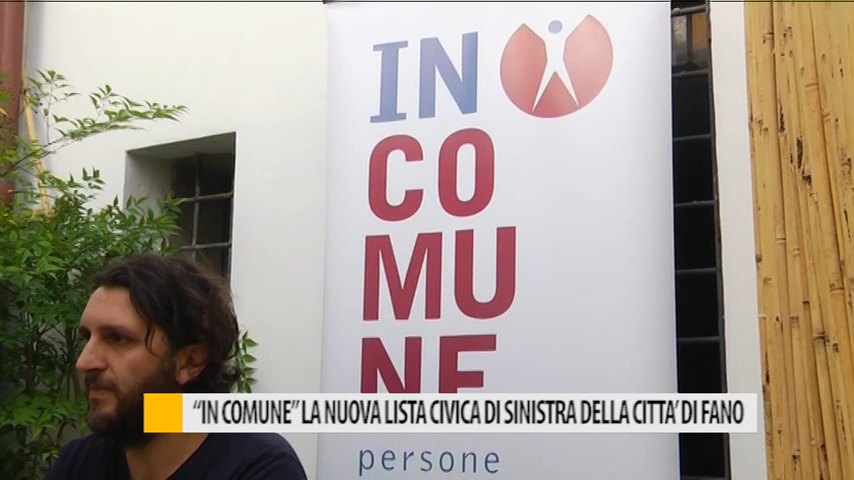 IN
CO
MU
NE
“IN COMUNE” LA NUOVA LISTA CIVICA DI SINISTRA DELLA CITTA’ DI FANO
persone